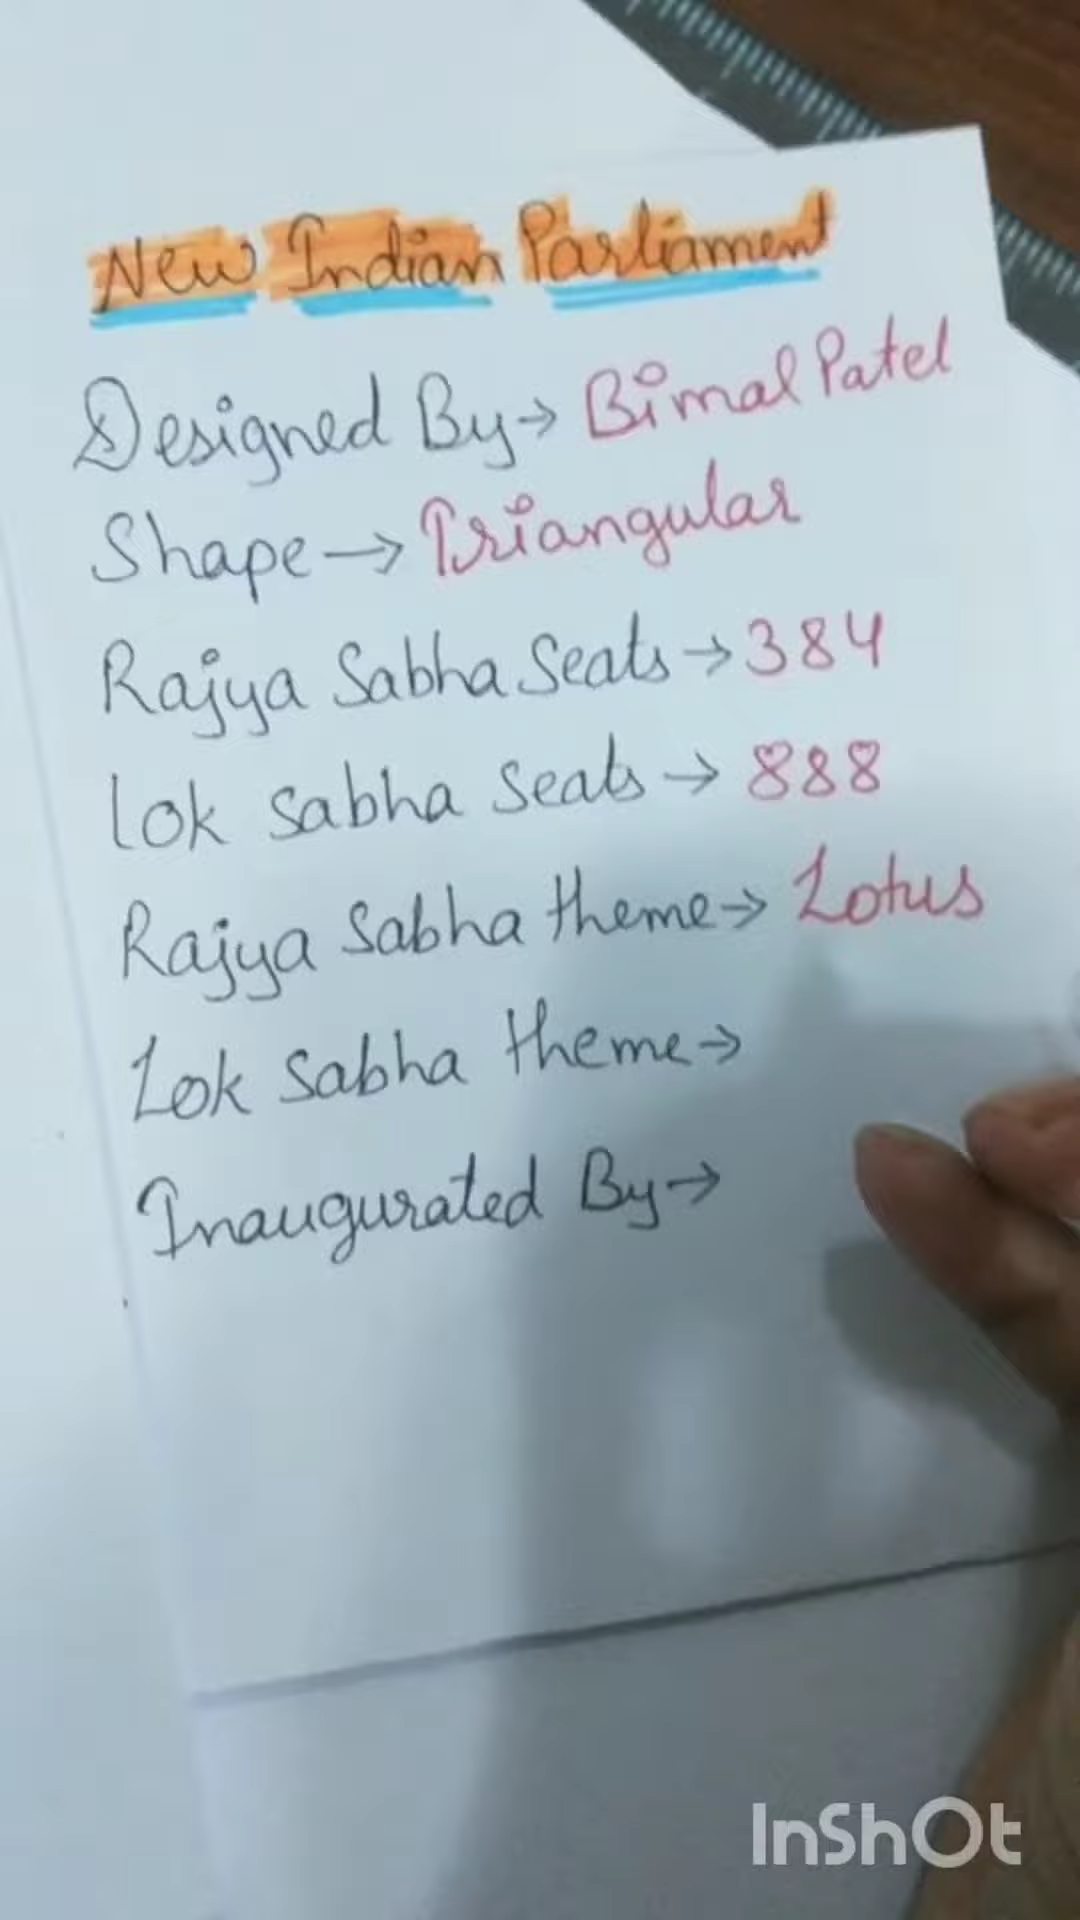 New Indian Parliament
Designed By→ Bimal Patel
Shape→ Triangular
Rajya Sabha Seats→ 384
Lok Sabha Seats→ 888
Rajya Sabha theme→ Lotus
Lok Sabha theme→
Inaugurated By→
InShOt